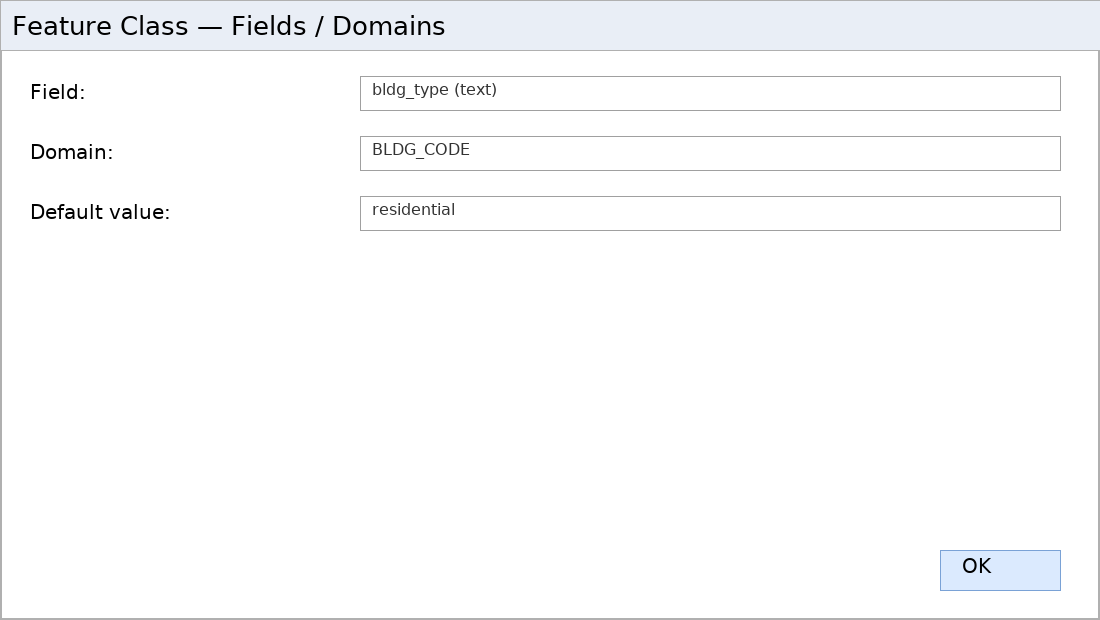 Feature Class — Fields / Domains
Field: bldg_type (text)
Domain: BLDG_CODE
Default value: residential
OK